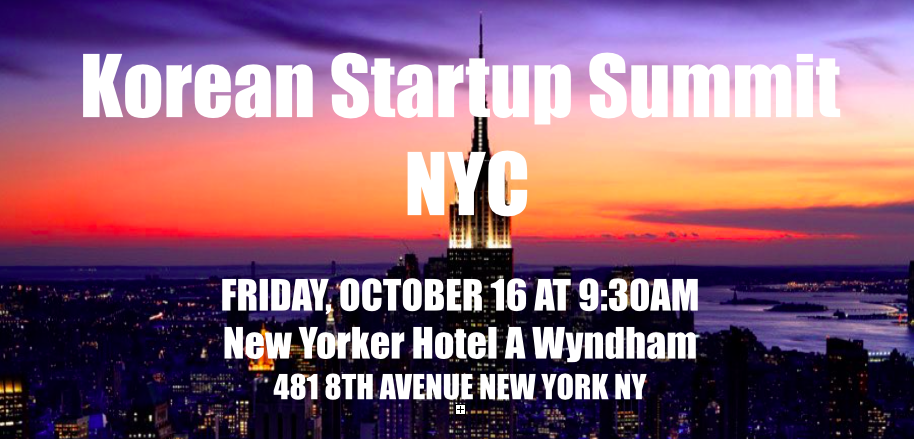 Korean Startup Summit
NYC
FRIDAY, OCTOBER 16 AT 9:30AM
New Yorker Hotel A Wyndham
481 8TH AVENUE NEW YORK NY